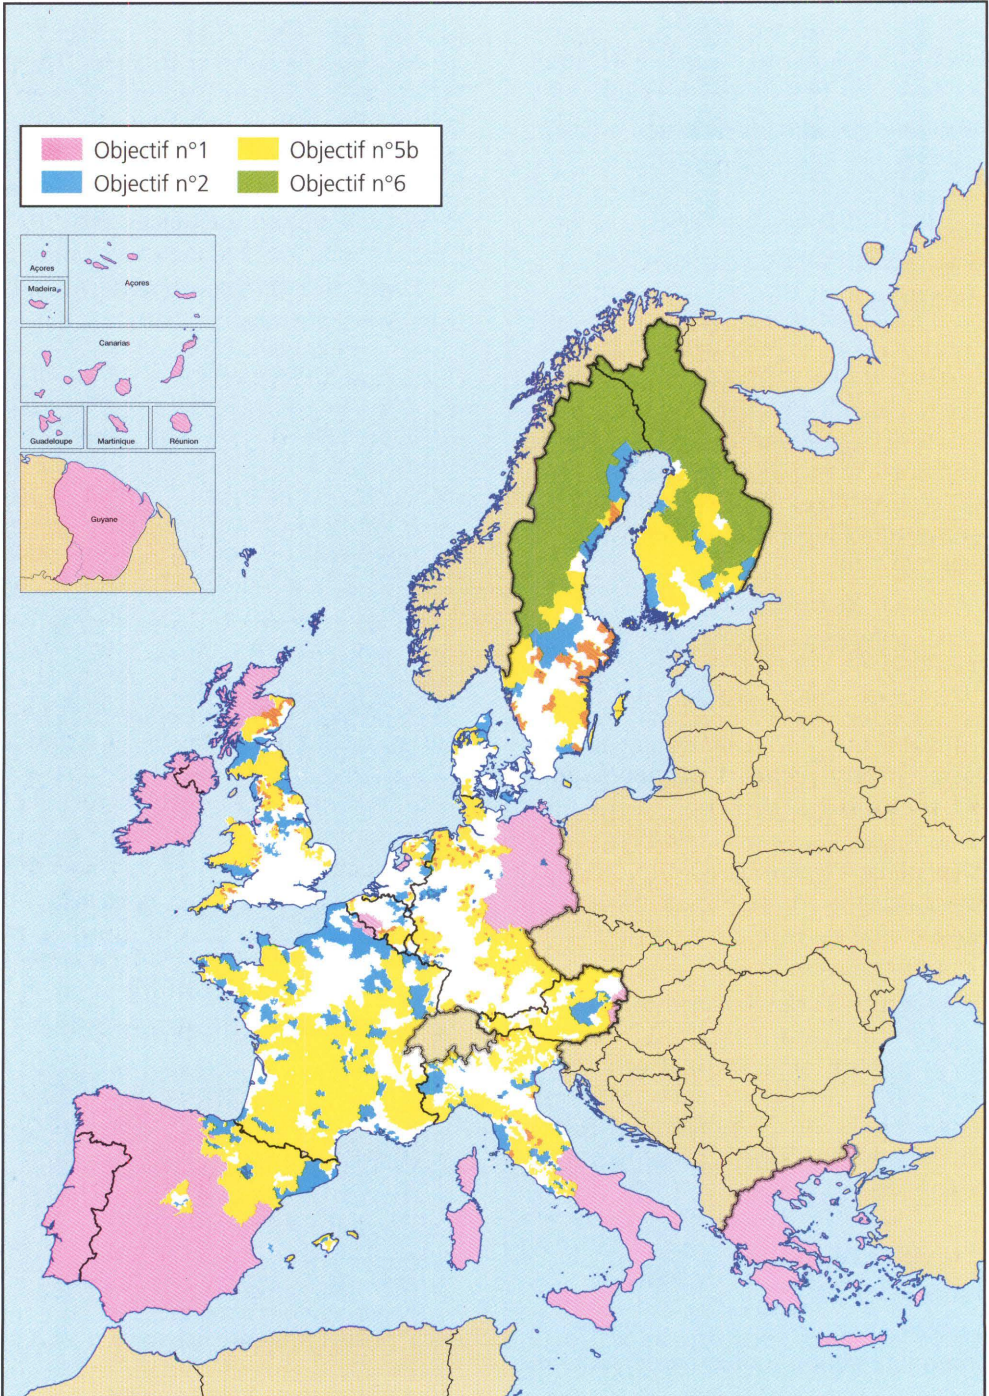 Objectif n°1
Objectif n°5b
Objectif n°2
Objectif n°6
Açores
Açores
Madeira
Canarias
Guadeloupe
Martinique
Réunion
Guyane